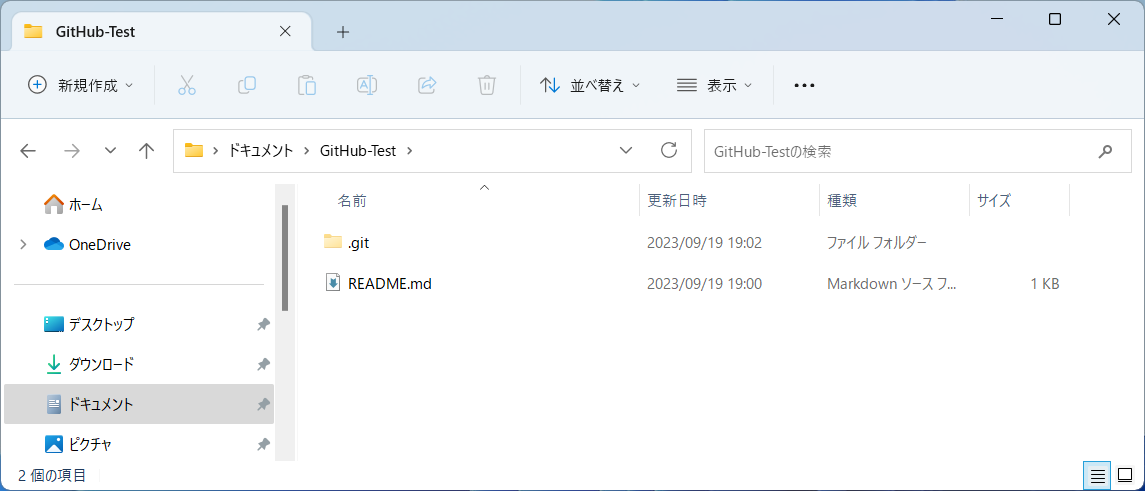 GitHub-Test
新規作成
並べ替え
表示
ドキュメント
GitHub-Test
GitHub-Testの検索
ホーム
OneDrive
デスクトップ
ダウンロード
ドキュメント
ピクチャ
名前 更新日時 種類 サイズ
.git 2023/09/19 19:02 ファイル フォルダー
README.md 2023/09/19 19:00 Markdown ソース フ... 1 KB
2 個の項目